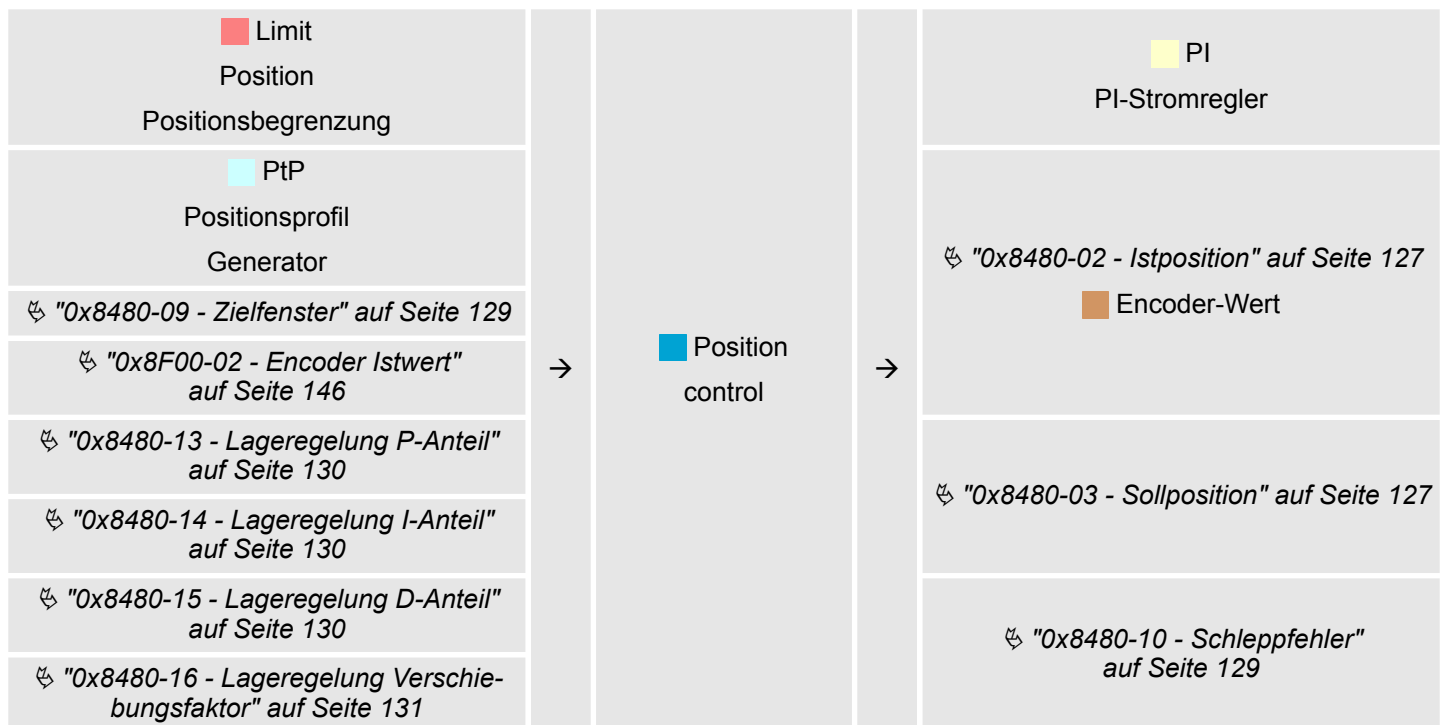 Limit
Position
Positionsbegrenzung
PtP
Positionsprofil
Generator
"0x8480-09 - Zielfenster" auf Seite 129
"0x8F00-02 - Encoder Istwert"
auf Seite 146
"0x8480-13 - Lageregelung P-Anteil"
auf Seite 130
"0x8480-14 - Lageregelung I-Anteil"
auf Seite 130
"0x8480-15 - Lageregelung D-Anteil"
auf Seite 130
"0x8480-16 - Lageregelung Verschie-
bungsfaktor" auf Seite 131
→
Position
control
→
PI
PI-Stromregler
"0x8480-02 - Istposition" auf Seite 127
Encoder-Wert
"0x8480-03 - Sollposition" auf Seite 127
"0x8480-10 - Schleppfehler"
auf Seite 129